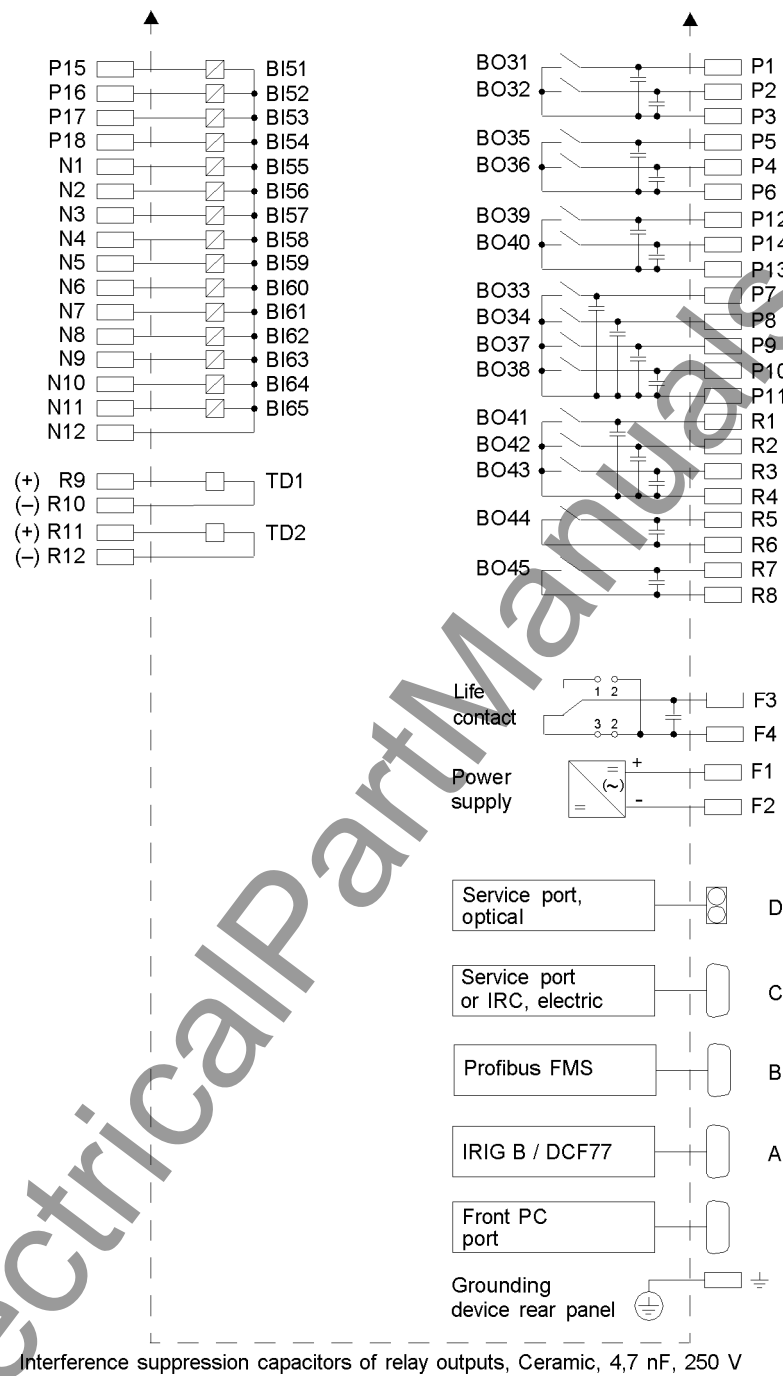 P15 BI51
P16 BI52
P17 BI53
P18 BI54
N1 BI55
N2 BI56
N3 BI57
N4 BI58
N5 BI59
N6 BI60
N7 BI61
N8 BI62
N9 BI63
N10 BI64
N11 BI65
N12
(+) R9 TD1
(–) R10
(+) R11 TD2
(–) R12
BO31 P1
BO32 P2
P3
BO35 P5
BO36 P4
P6
BO39 P12
BO40 P14
P13
BO33 P7
BO34 P8
BO37 P9
BO38 P10
P11
BO41 R1
BO42 R2
BO43 R3
R4
BO44 R5
R6
BO45 R7
R8
Life
contact
1 2
3 2
F3
F4
Power
supply
= (~) =
+ F1
- F2
Service port,
optical
D
Service port
or IRC, electric
C
Profibus FMS
B
IRIG B / DCF77
A
Front PC
port
Grounding
device rear panel
Interference suppression capacitors of relay outputs, Ceramic, 4,7 nF, 250 V
ectricalPartManuals